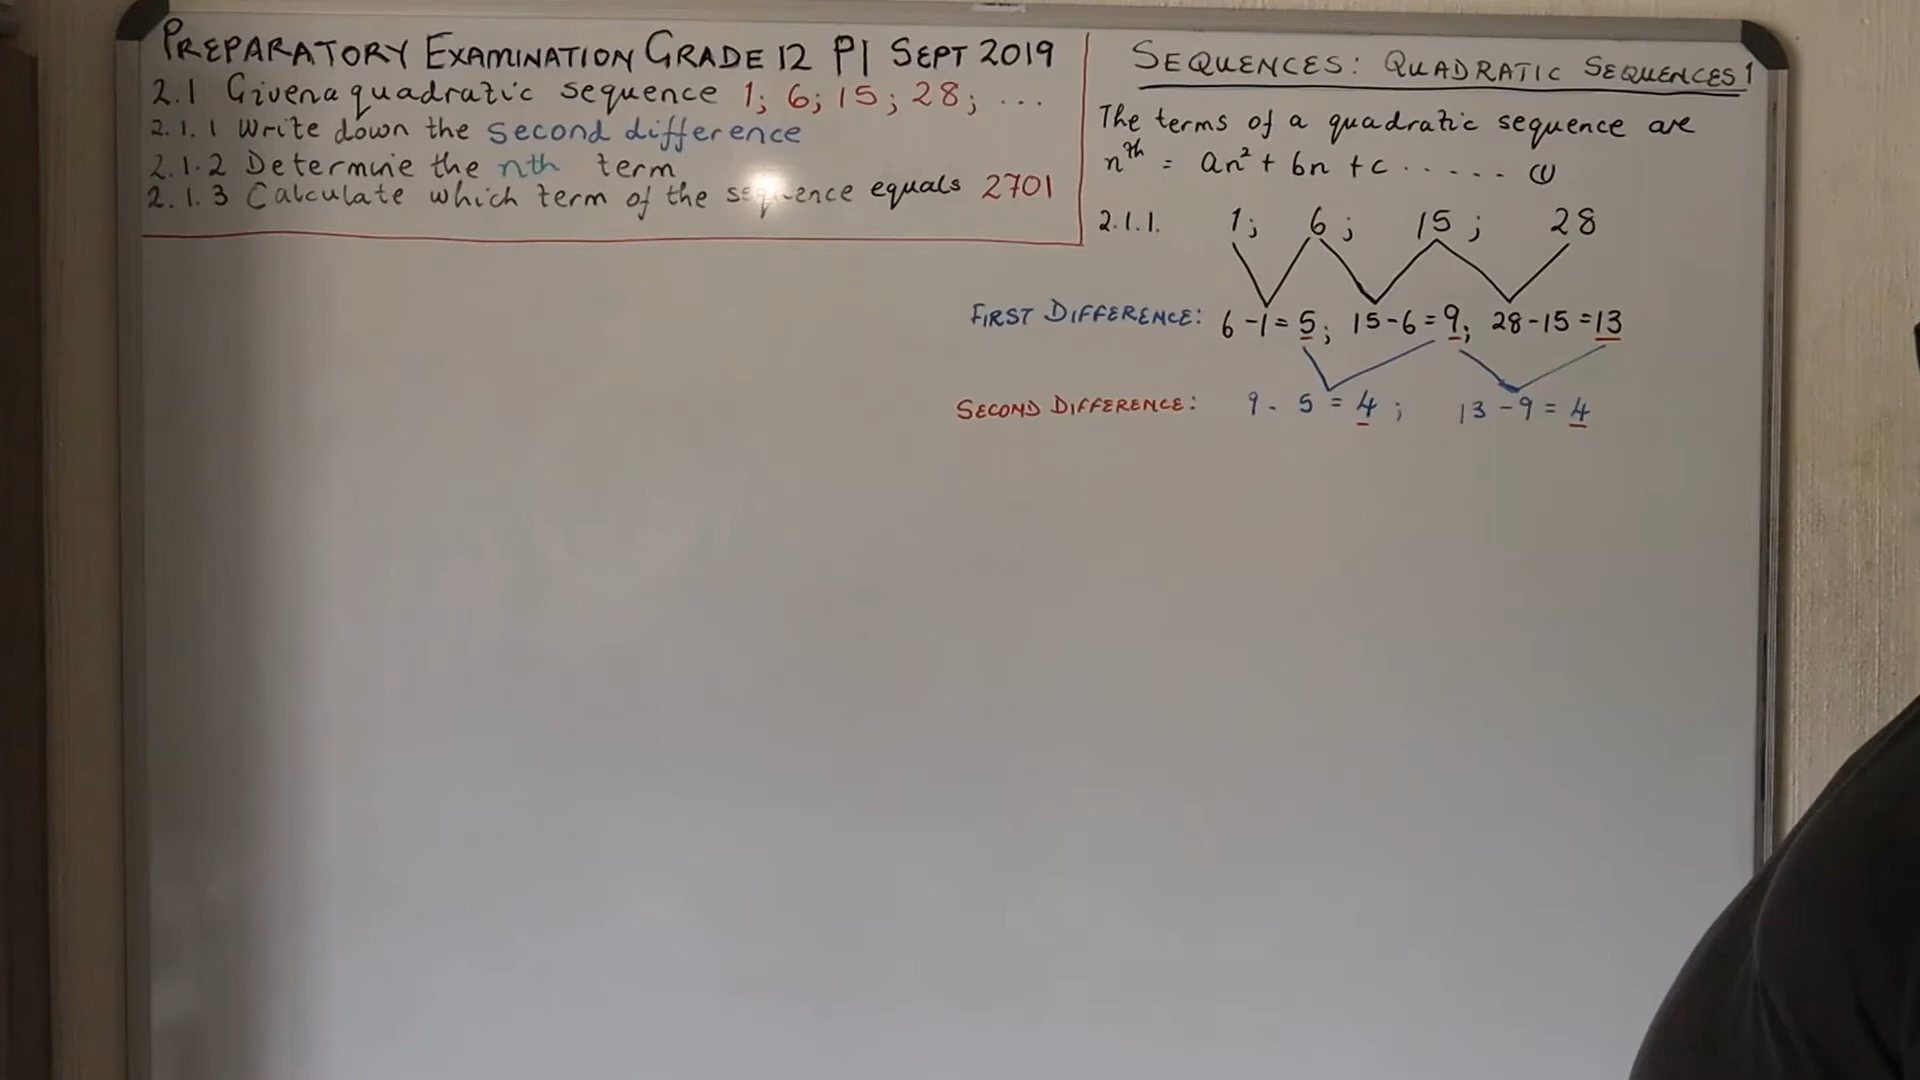 PREPARATORY EXAMINATION GRADE 12 P1 SEPT 2019
2.1 Given a quadratic sequence 1; 6; 15; 28; ...
2.1.1 Write down the second difference
2.1.2 Determine the nth term
2.1.3 Calculate which term of the sequence equals 2701
SEQUENCES: QUADRATIC SEQUENCES 1
The terms of a quadratic sequence are
nᵗʰ = an² + bn + c ..... (1)
2.1.1. 1; 6; 15; 28
FIRST DIFFERENCE: 6-1=5; 15-6=9; 28-15=13
SECOND DIFFERENCE: 9-5=4; 13-9=4